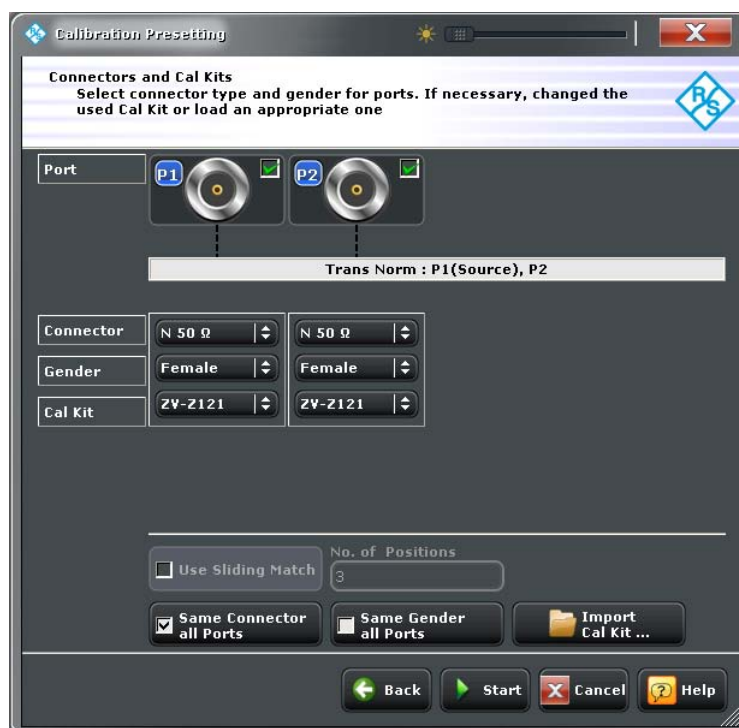 Calibration Presetting
Connectors and Cal Kits
Select connector type and gender for ports. If necessary, changed the
used Cal Kit or load an appropriate one
R&S
Port
P1
P2
Trans Norm : P1(Source), P2
Connector
N 50 Ω
N 50 Ω
Gender
Female
Female
Cal Kit
ZV-Z121
ZV-Z121
Use Sliding Match
No. of Positions
3
Same Connector
all Ports
Same Gender
all Ports
Import
Cal Kit ...
Back
Start
Cancel
Help